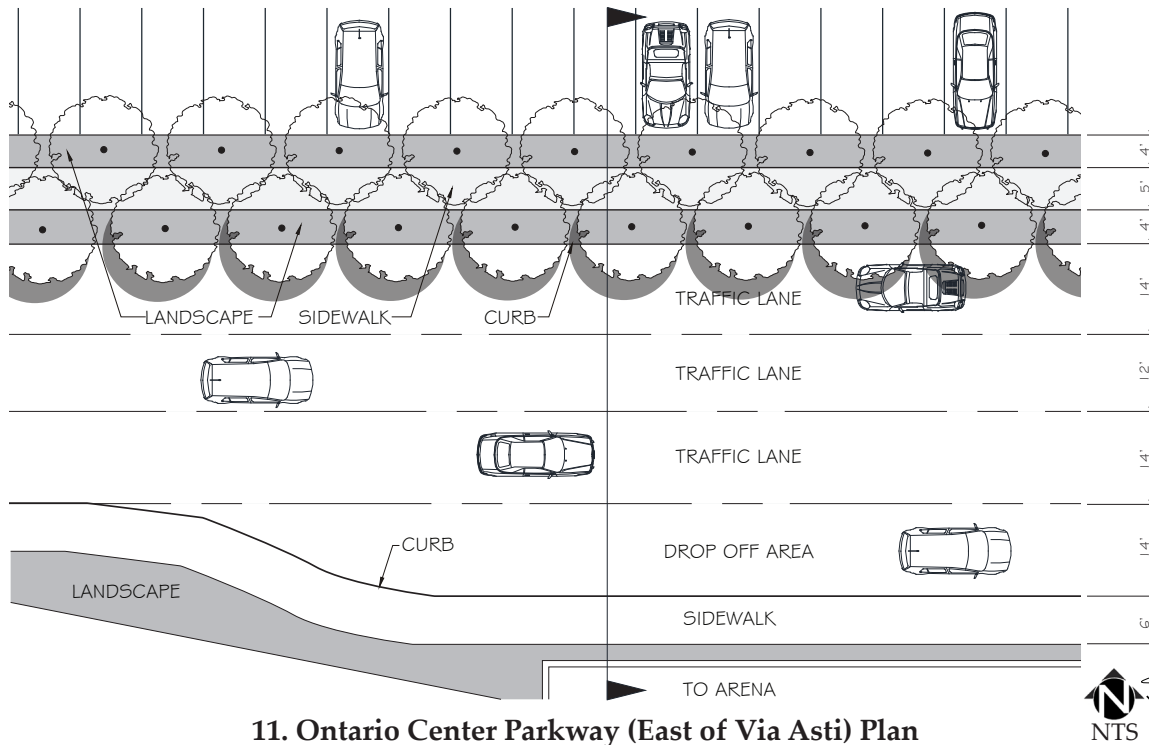 4'
5'
4'
TRAFFIC LANE
14'
LANDSCAPE SIDEWALK CURB
TRAFFIC LANE
12'
TRAFFIC LANE
14'
CURB
DROP OFF AREA
14'
LANDSCAPE
SIDEWALK
6'
TO ARENA
N
NTS
11. Ontario Center Parkway (East of Via Asti) Plan